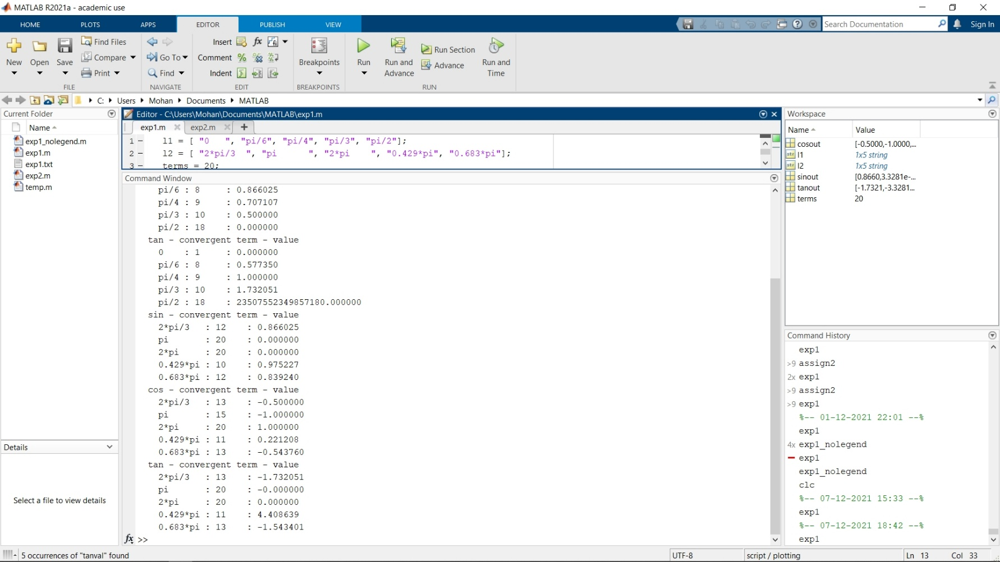 MATLAB R2021a - academic use
HOME PLOTS APPS EDITOR PUBLISH VIEW Search Documentation Sign In
New Open Save Find Files Compare Print
FILE
Go To Find
NAVIGATE
Insert fx
Comment
Indent
EDIT
Breakpoints
BREAKPOINTS
Run Run and Advance Run Section Advance Run and Time
RUN
C: Users Mohan Documents MATLAB
Current Folder
Name
exp1_nolegend.m
exp1.m
exp1.txt
exp2.m
temp.m
Details
Select a file to view details
Editor - C:\Users\Mohan\Documents\MATLAB\exp1.m
exp1.m exp2.m +
1 - l1 = [ "0   ", "pi/6", "pi/4", "pi/3", "pi/2"];
2 - l2 = [ "2*pi/3  ", "pi      ", "2*pi    ", "0.429*pi", "0.683*pi"];
3 - terms = 20;
Command Window
pi/6 : 8     : 0.866025
pi/4 : 9     : 0.707107
pi/3 : 10    : 0.500000
pi/2 : 18    : 0.000000
tan - convergent term - value
0    : 1     : 0.000000
pi/6 : 8     : 0.577350
pi/4 : 9     : 1.000000
pi/3 : 10    : 1.732051
pi/2 : 18    : 23507552349857180.000000
sin - convergent term - value
2*pi/3   : 12    : 0.866025
pi       : 20    : 0.000000
2*pi     : 20    : 0.000000
0.429*pi : 10    : 0.975227
0.683*pi : 12    : 0.839240
cos - convergent term - value
2*pi/3   : 13    : -0.500000
pi       : 15    : -1.000000
2*pi     : 20    : 1.000000
0.429*pi : 11    : 0.221208
0.683*pi : 13    : -0.543760
tan - convergent term - value
2*pi/3   : 13    : -1.732051
pi       : 20    : -0.000000
2*pi     : 20    : 0.000000
0.429*pi : 11    : 4.408639
0.683*pi : 13    : -1.543401
fx >>
Workspace
Name Value
cosout [-0.5000,-1.0000,...
str l1 1x5 string
str l2 1x5 string
sinout [0.8660,3.3281e-...
tanout [-1.7321,-3.3281...
terms 20
Command History
exp1
>9 assign2
2x exp1
>9 assign2
>9 exp1
%-- 01-12-2021 22:01 --%
exp1
4x exp1_nolegend
exp1
exp1_nolegend
clc
%-- 07-12-2021 15:33 --%
exp1
%-- 07-12-2021 18:42 --%
exp1
5 occurrences of "tanval" found UTF-8 script / plotting Ln 13 Col 33